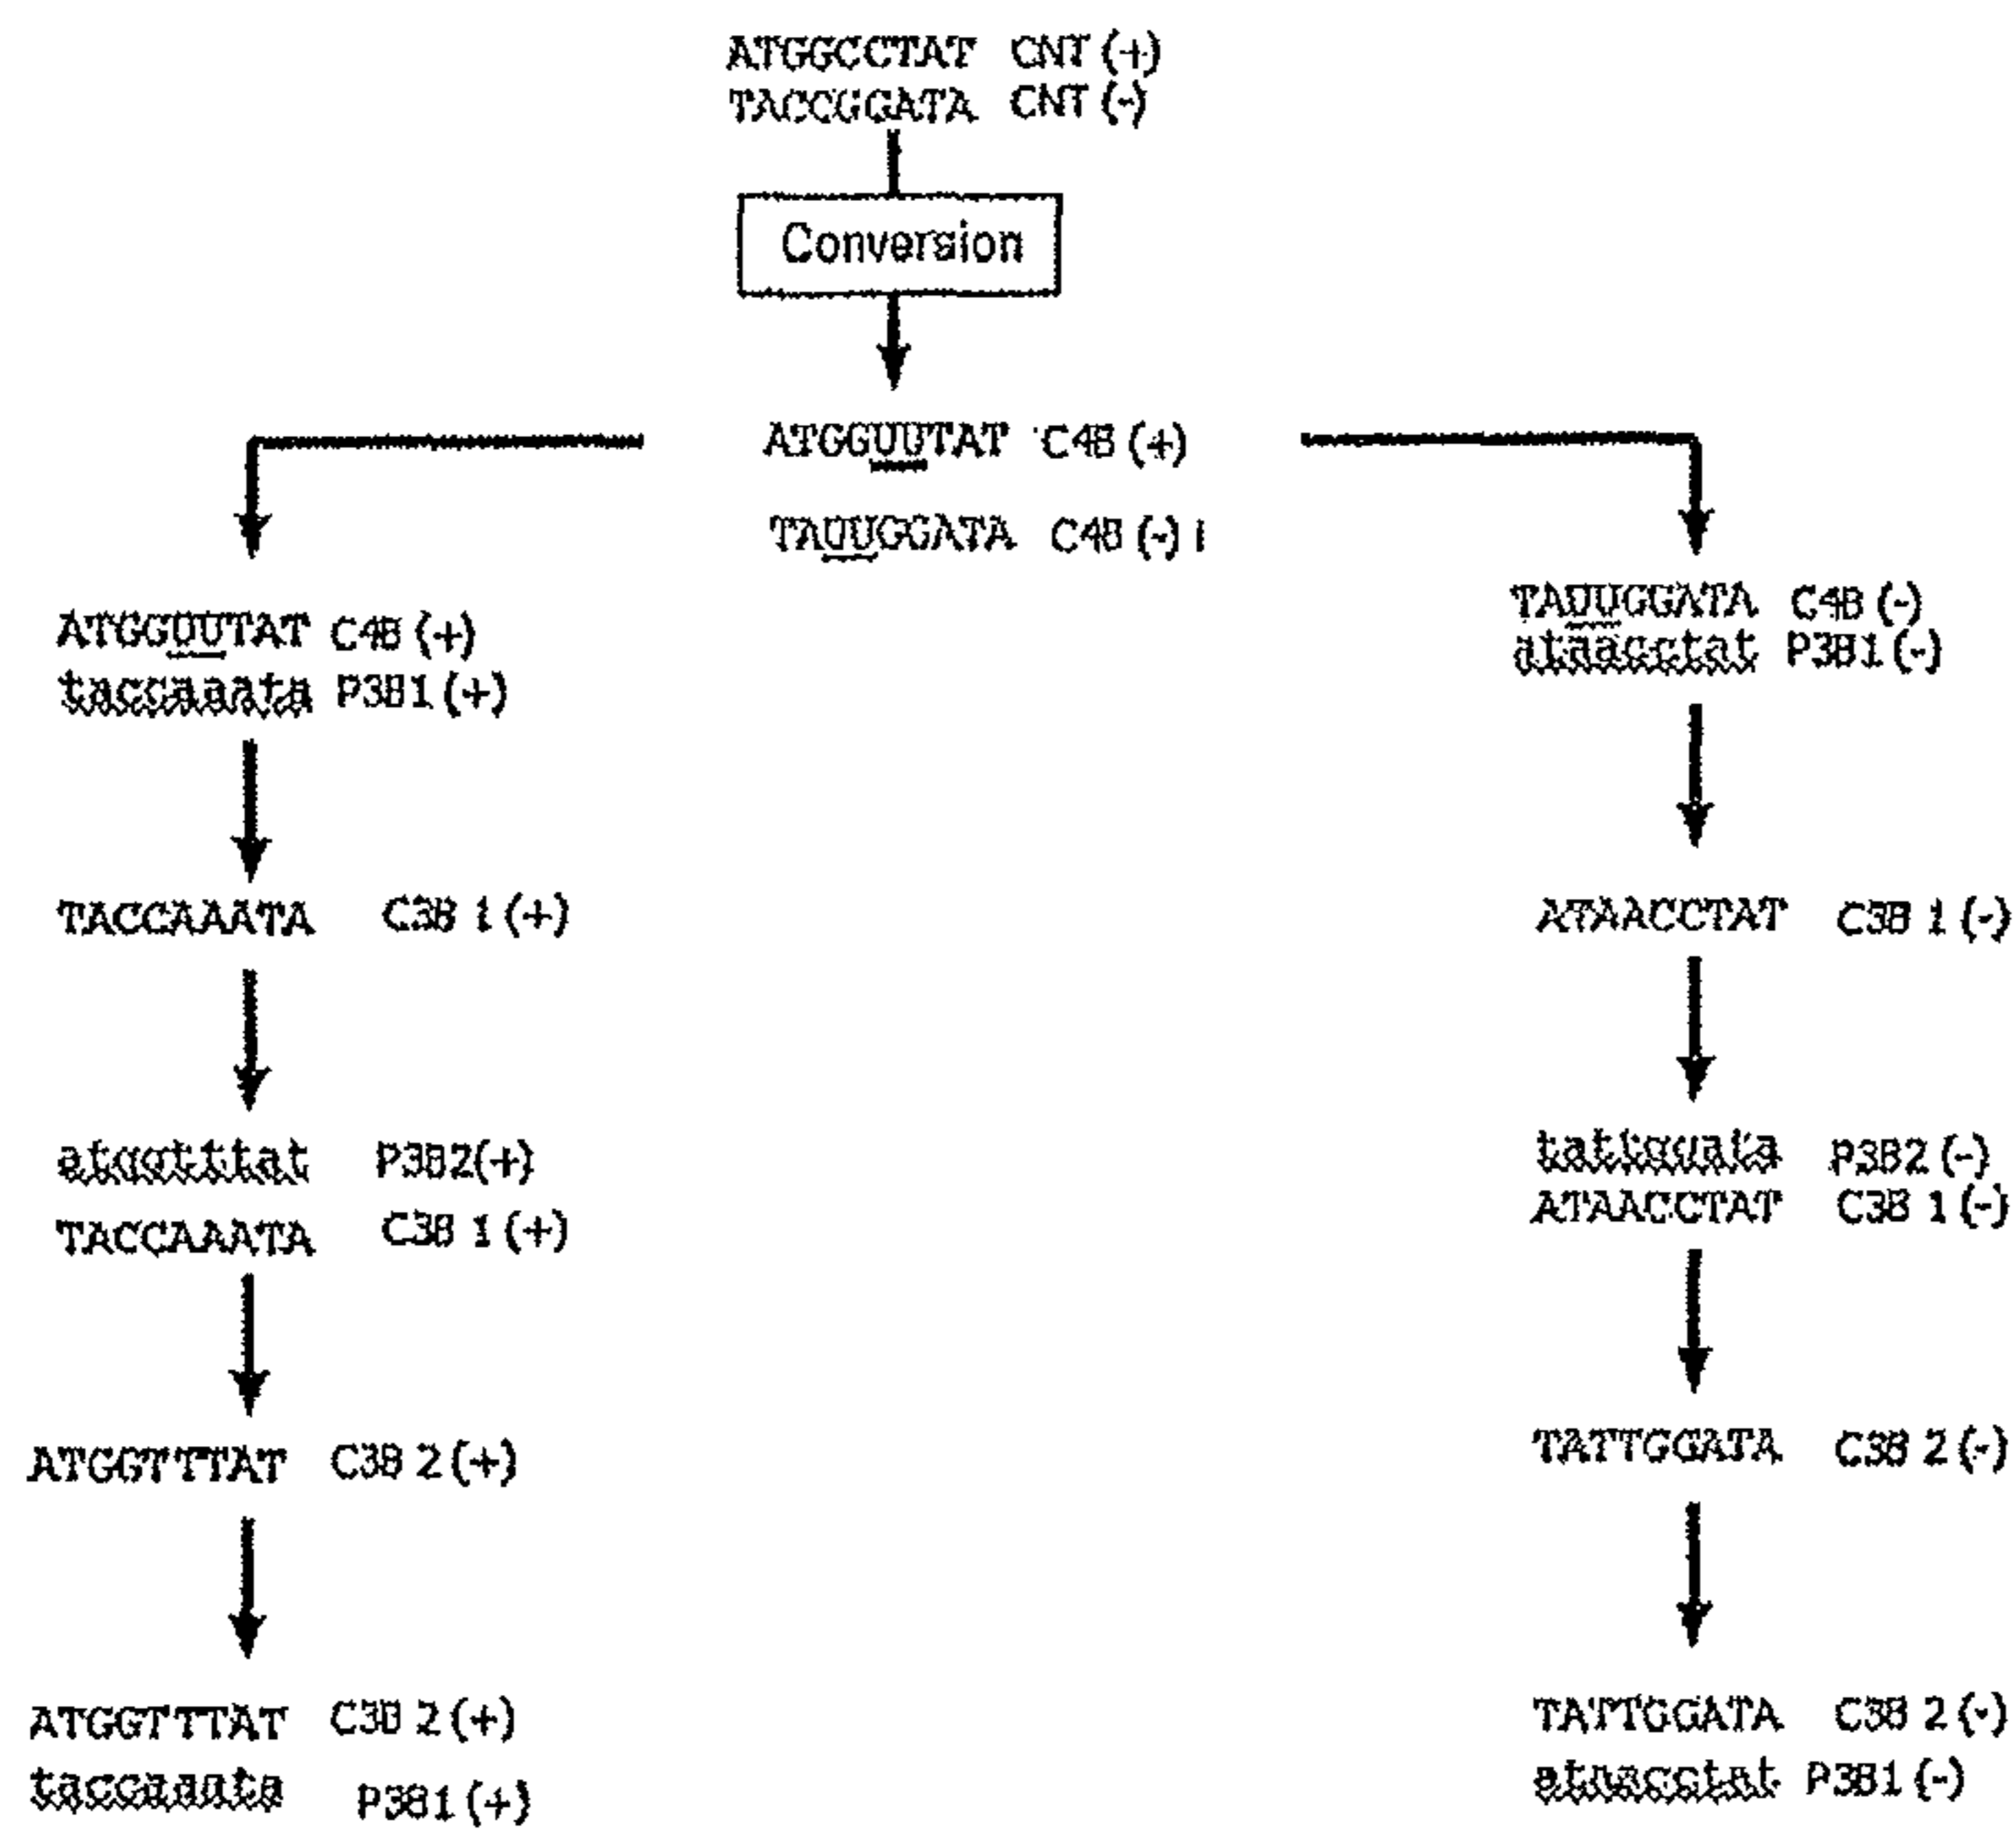 ATGGCCTAT CNT (+)
TACCGGATA CNT (-)
Conversion
ATGGUUTAT C4B (+)
TAUUGGATA C4B (-)
ATGGUUTAT C4B (+)
taccaaata P3B1 (+)
TACCAAATA C3B 1 (+)
atggtttat P3B2(+)
TACCAAATA C3B 1 (+)
ATGGTTTAT C3B 2 (+)
ATGGTTTAT C3B 2 (+)
taccaaata P3B1 (+)
TAUUGGATA C4B (-)
ataacctat P3B1 (-)
ATAACCTAT C3B 1 (-)
tattggata P3B2 (-)
ATAACCTAT C3B 1 (-)
TATTGGATA C3B 2 (-)
TATTGGATA C3B 2 (-)
ataacctat P3B1 (-)